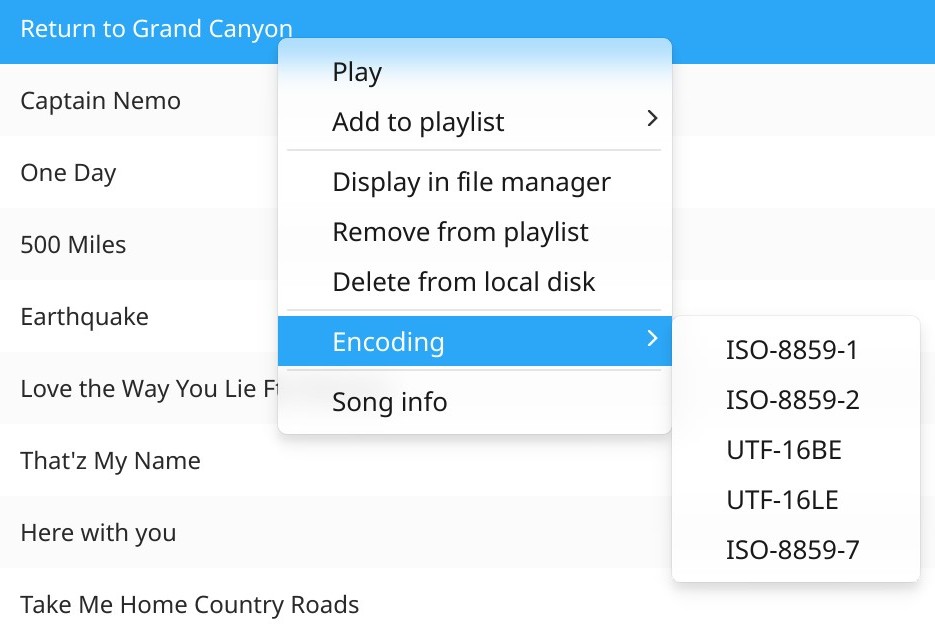 Return to Grand Canyon
Captain Nemo
One Day
500 Miles
Earthquake
Love the Way You Lie
That'z My Name
Here with you
Take Me Home Country Roads
Play
Add to playlist
Display in file manager
Remove from playlist
Delete from local disk
Encoding
Song info
ISO-8859-1
ISO-8859-2
UTF-16BE
UTF-16LE
ISO-8859-7